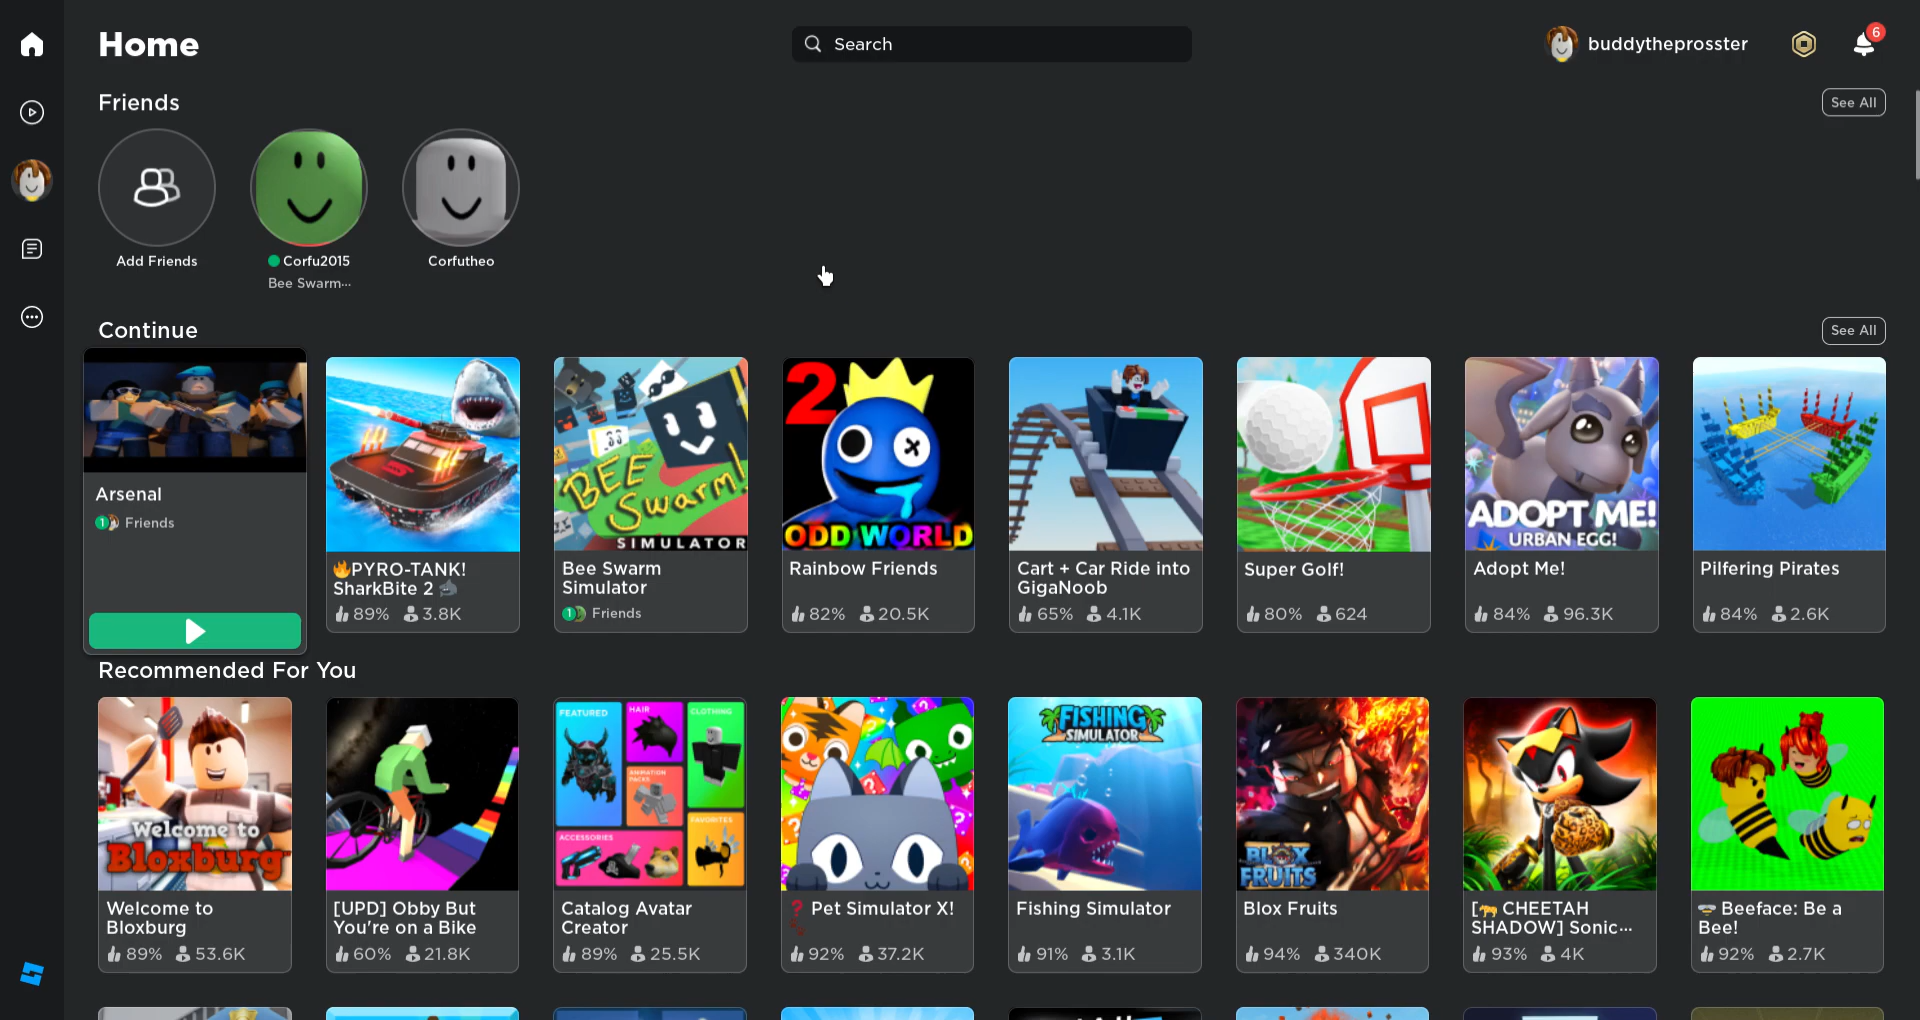 Home
Search
buddytheprosster
6
Friends
See All
Add Friends
Corfu2015
Bee Swarm...
Corfutheo
Continue
See All
BEE
Swarm!
SIMULATOR
2
ODD WORLD
ADOPT ME!
URBAN EGG!
Arsenal
1 Friends
PYRO-TANK!
SharkBite 2
89% 3.8K
Bee Swarm
Simulator
1 Friends
Rainbow Friends
82% 20.5K
Cart + Car Ride into
GigaNoob
65% 4.1K
Super Golf!
80% 624
Adopt Me!
84% 96.3K
Pilfering Pirates
84% 2.6K
Recommended For You
Welcome to
Bloxburg
FEATURED
HAIR
CLOTHING
ANIMATION
PACKS
ACCESSORIES
FAVORITES
FISHING
SIMULATOR
BLOX
FRUITS
Welcome to
Bloxburg
89% 53.6K
[UPD] Obby But
You're on a Bike
60% 21.8K
Catalog Avatar
Creator
89% 25.5K
Pet Simulator X!
92% 37.2K
Fishing Simulator
91% 3.1K
Blox Fruits
94% 340K
[🐆 CHEETAH
SHADOW] Sonic...
93% 4K
Beeface: Be a
Bee!
92% 2.7K